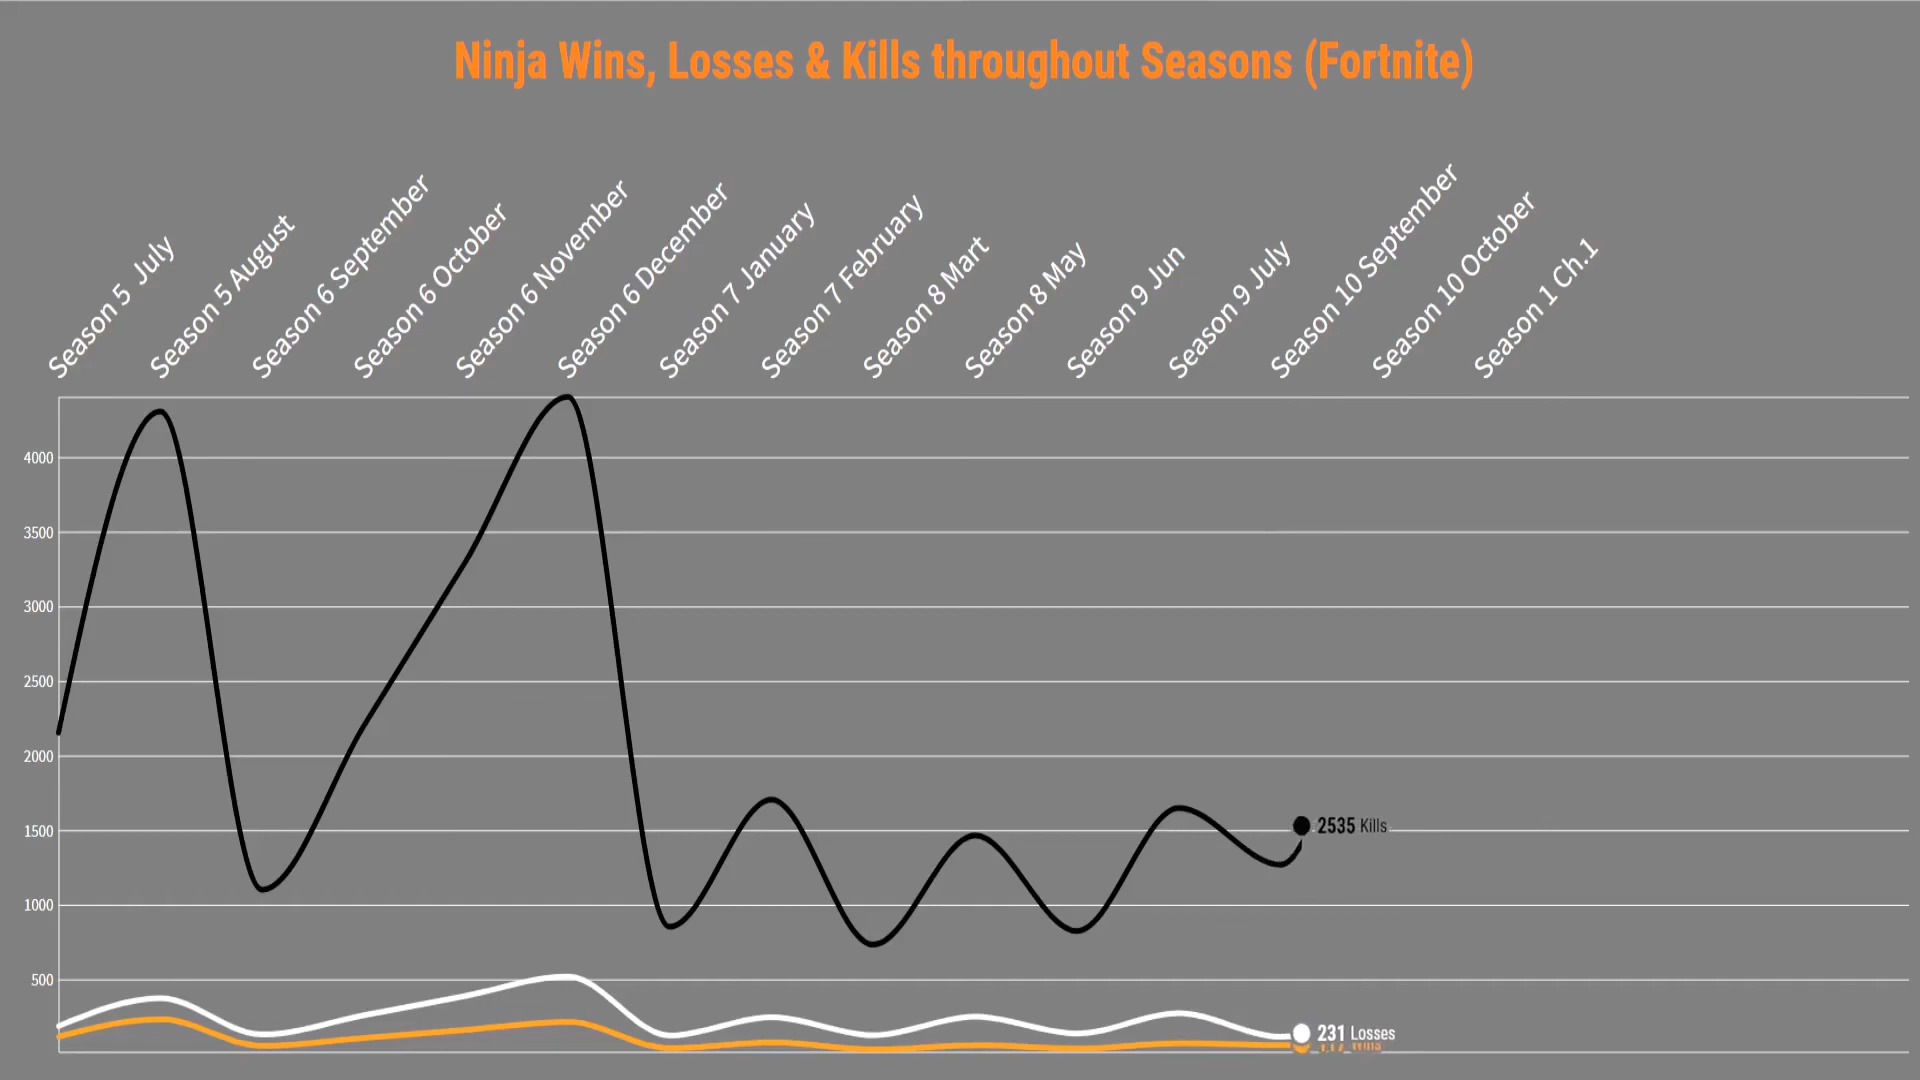 Ninja Wins, Losses & Kills throughout Seasons (Fortnite)
Season 5 July
Season 5 August
Season 6 September
Season 6 October
Season 6 November
Season 6 December
Season 7 January
Season 7 February
Season 8 Mart
Season 8 May
Season 9 Jun
Season 9 July
Season 10 September
Season 10 October
Season 1 Ch.1
4000
3500
3000
2500
2000
1500
1000
500
2535 Kills
231 Losses
Wins